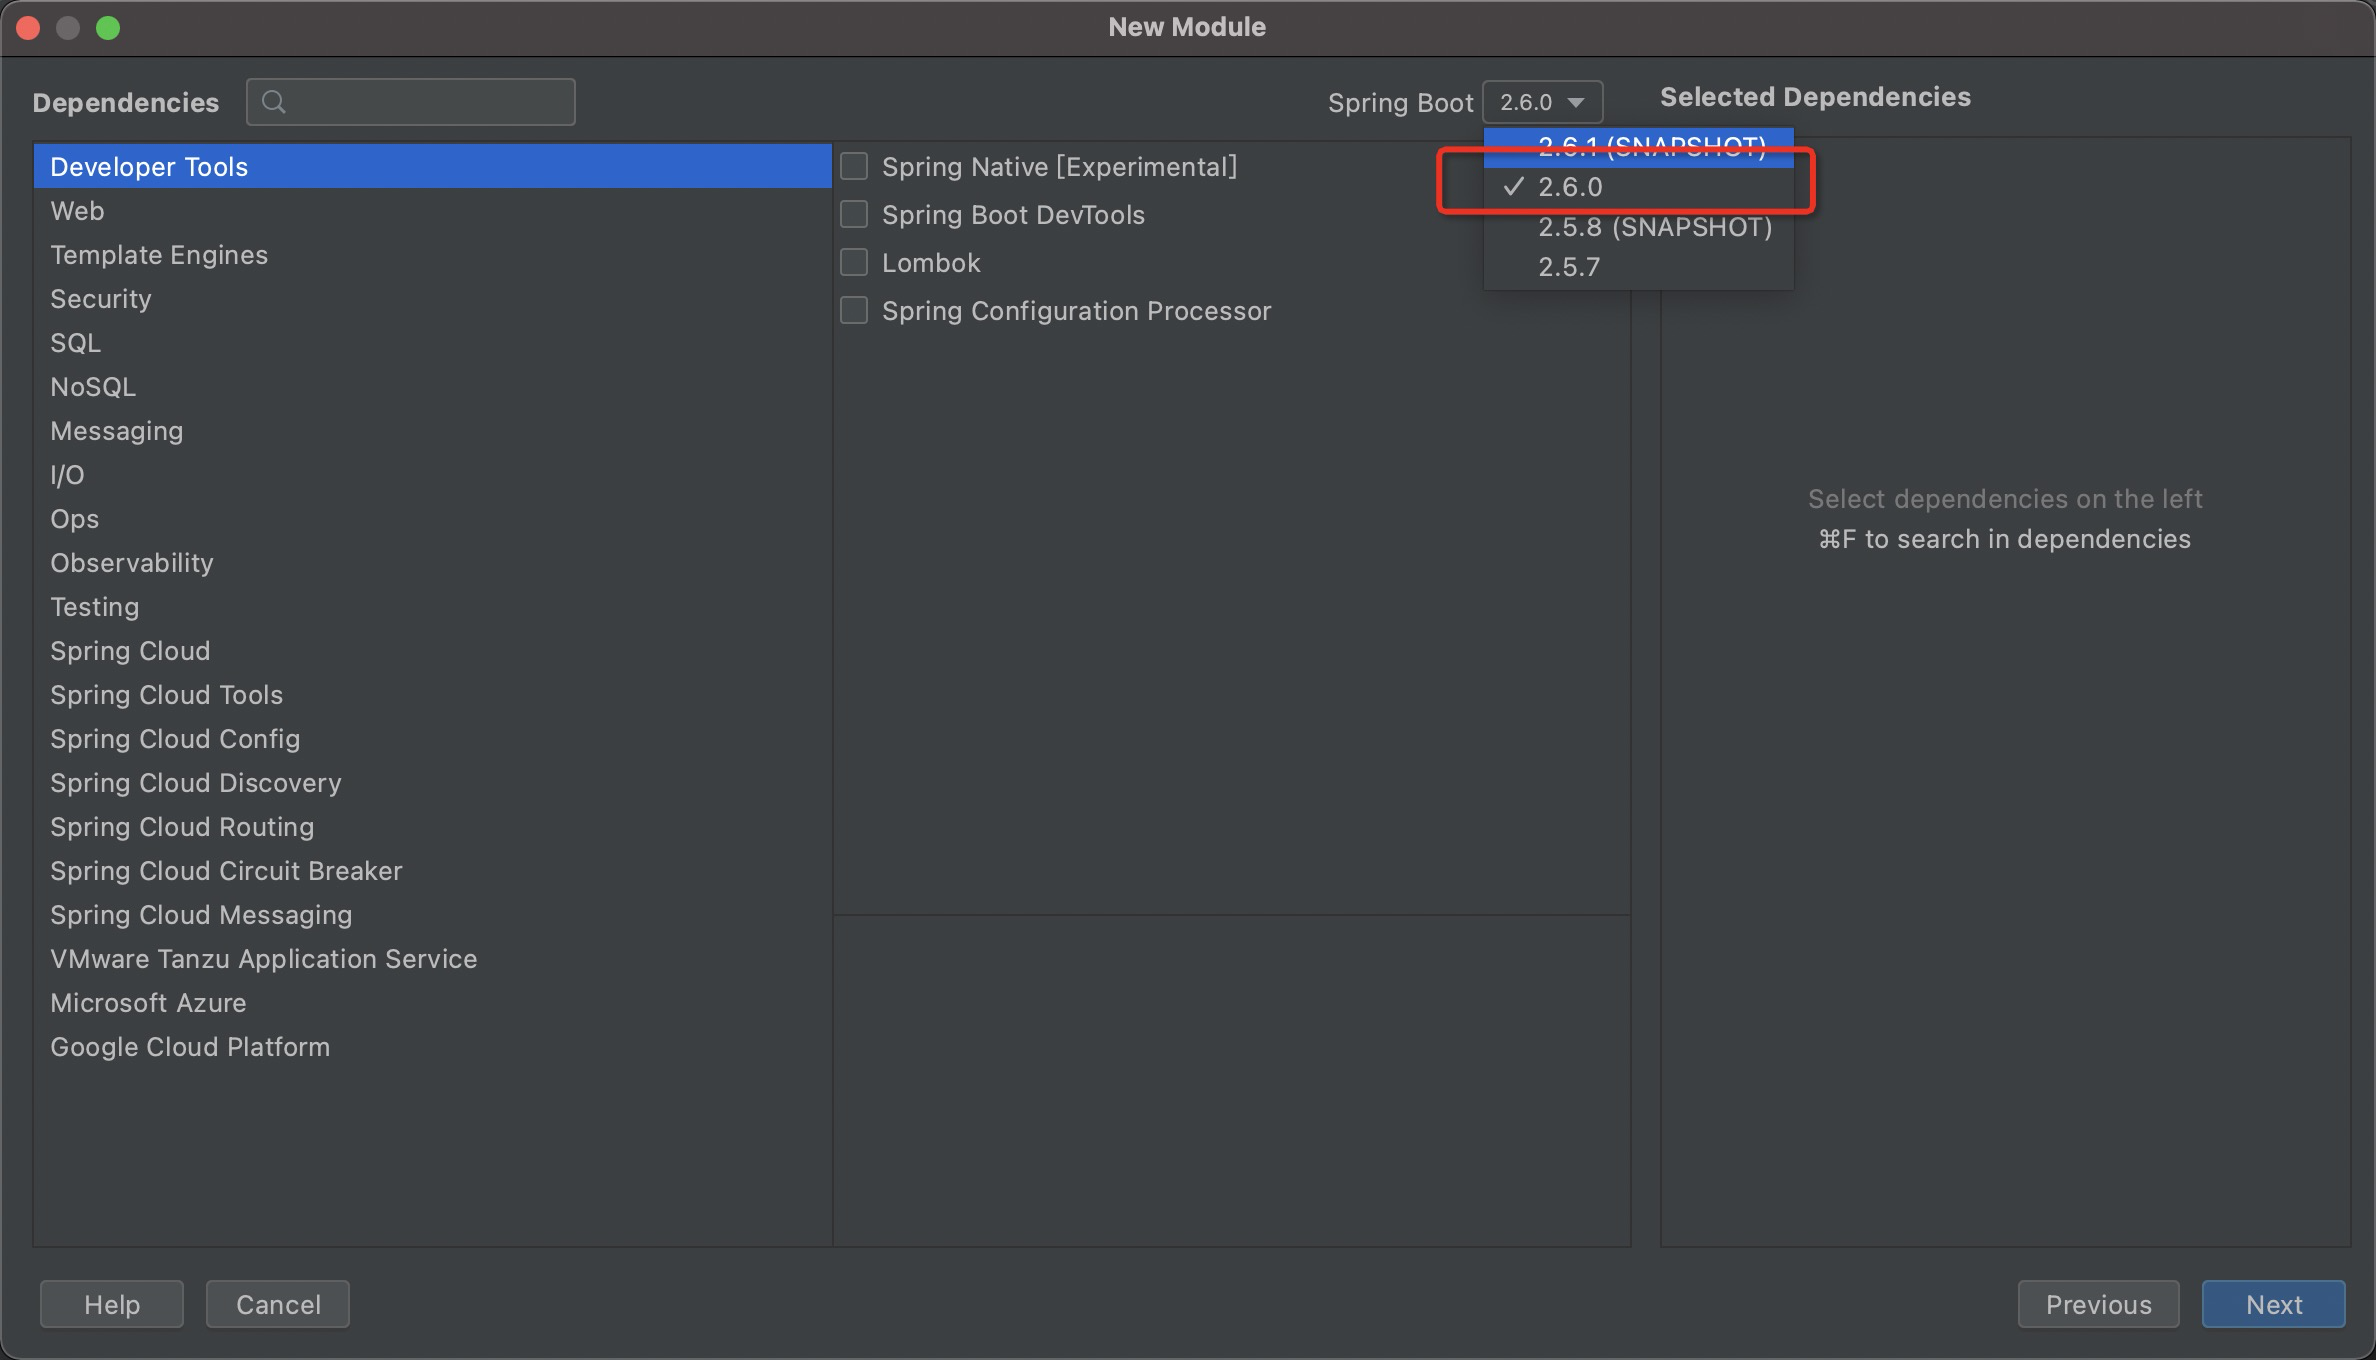 New Module
Dependencies
Spring Boot 2.6.0
Selected Dependencies
2.6.1 (SNAPSHOT)
✓ 2.6.0
2.5.8 (SNAPSHOT)
2.5.7
Developer Tools
Web
Template Engines
Security
SQL
NoSQL
Messaging
I/O
Ops
Observability
Testing
Spring Cloud
Spring Cloud Tools
Spring Cloud Config
Spring Cloud Discovery
Spring Cloud Routing
Spring Cloud Circuit Breaker
Spring Cloud Messaging
VMware Tanzu Application Service
Microsoft Azure
Google Cloud Platform
Spring Native [Experimental]
Spring Boot DevTools
Lombok
Spring Configuration Processor
Select dependencies on the left
⌘F to search in dependencies
Help
Cancel
Previous
Next